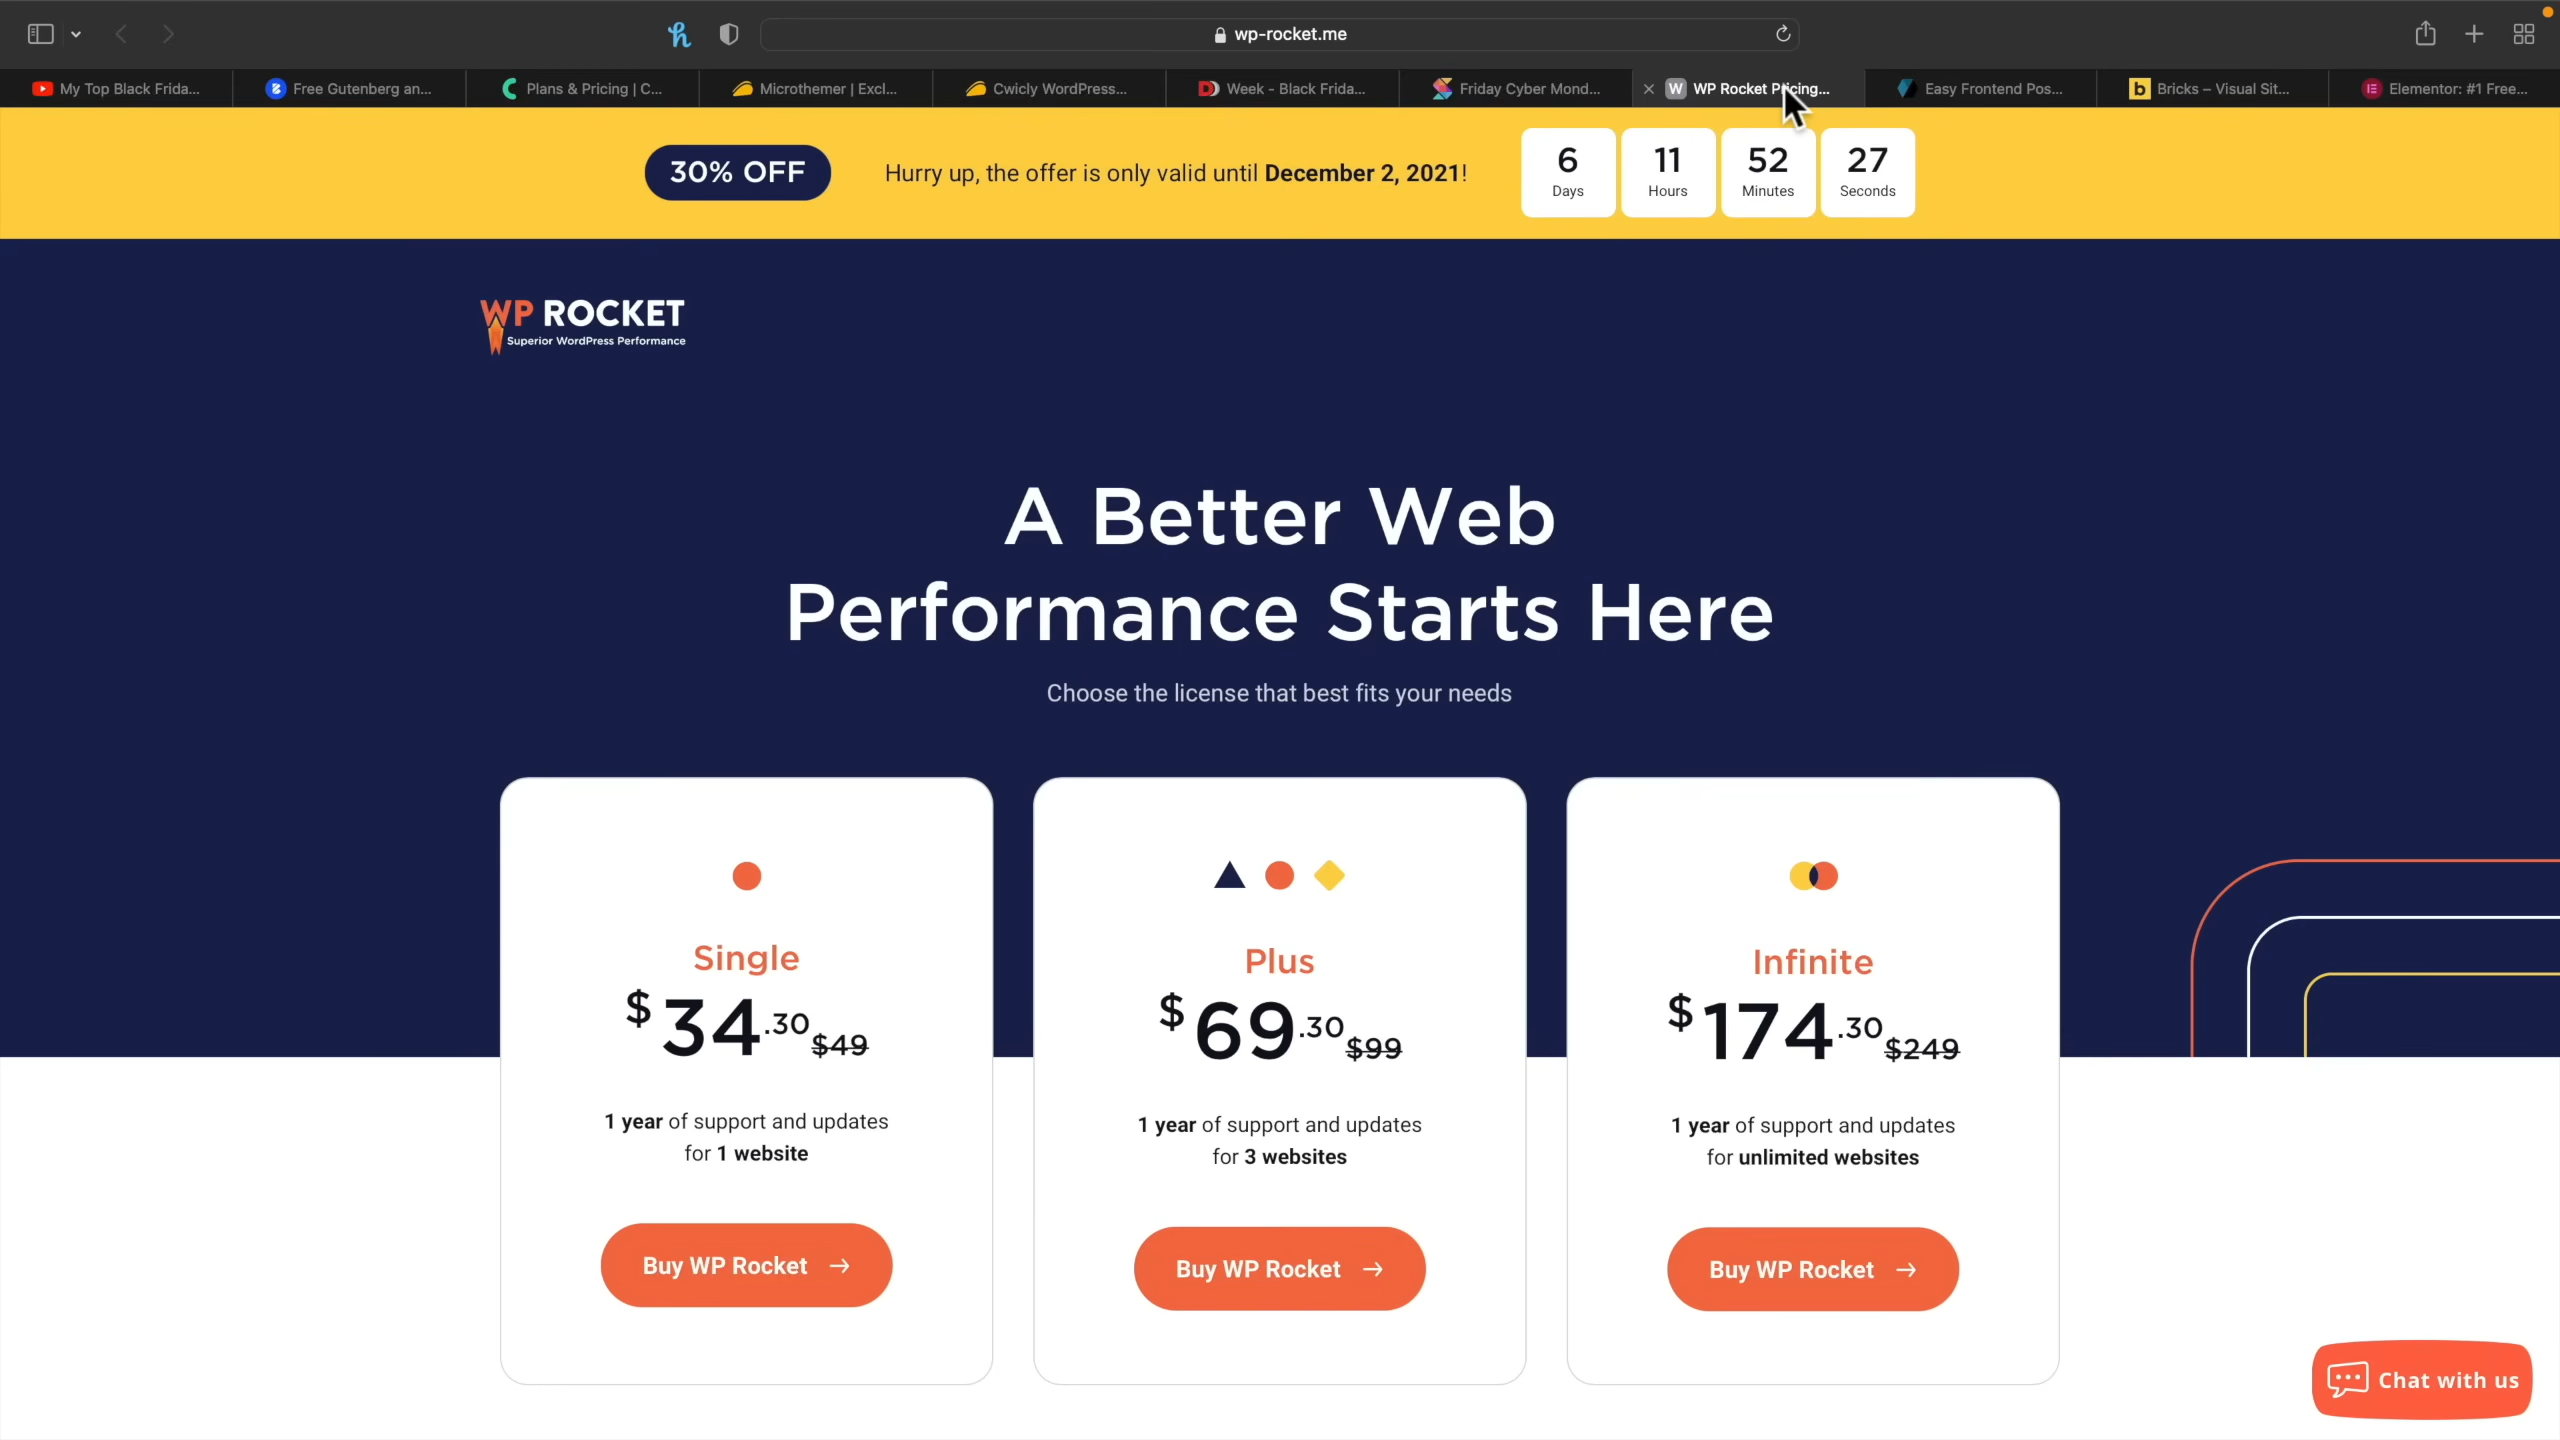 wp-rocket.me
My Top Black Frida...
Free Gutenberg an...
Plans & Pricing | C...
Microthemer | Excl...
Cwicly WordPress...
Week - Black Frida...
Friday Cyber Mond...
W WP Rocket Pricing...
Easy Frontend Pos...
b Bricks – Visual Sit...
Elementor: #1 Free...
30% OFF
Hurry up, the offer is only valid until December 2, 2021!
6 11 52 27
Days Hours Minutes Seconds
WP ROCKET
Superior WordPress Performance
A Better Web
Performance Starts Here
Choose the license that best fits your needs
Single
$34.30 $49
1 year of support and updates
for 1 website
Buy WP Rocket →
Plus
$69.30 $99
1 year of support and updates
for 3 websites
Buy WP Rocket →
Infinite
$174.30 $249
1 year of support and updates
for unlimited websites
Buy WP Rocket →
Chat with us